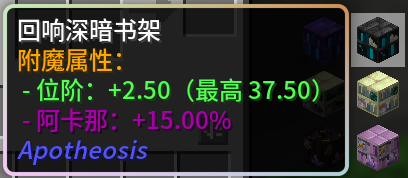 回响深暗书架
附魔属性：
- 位阶：+2.50（最高 37.50）
- 阿卡那：+15.00%
Apotheosis